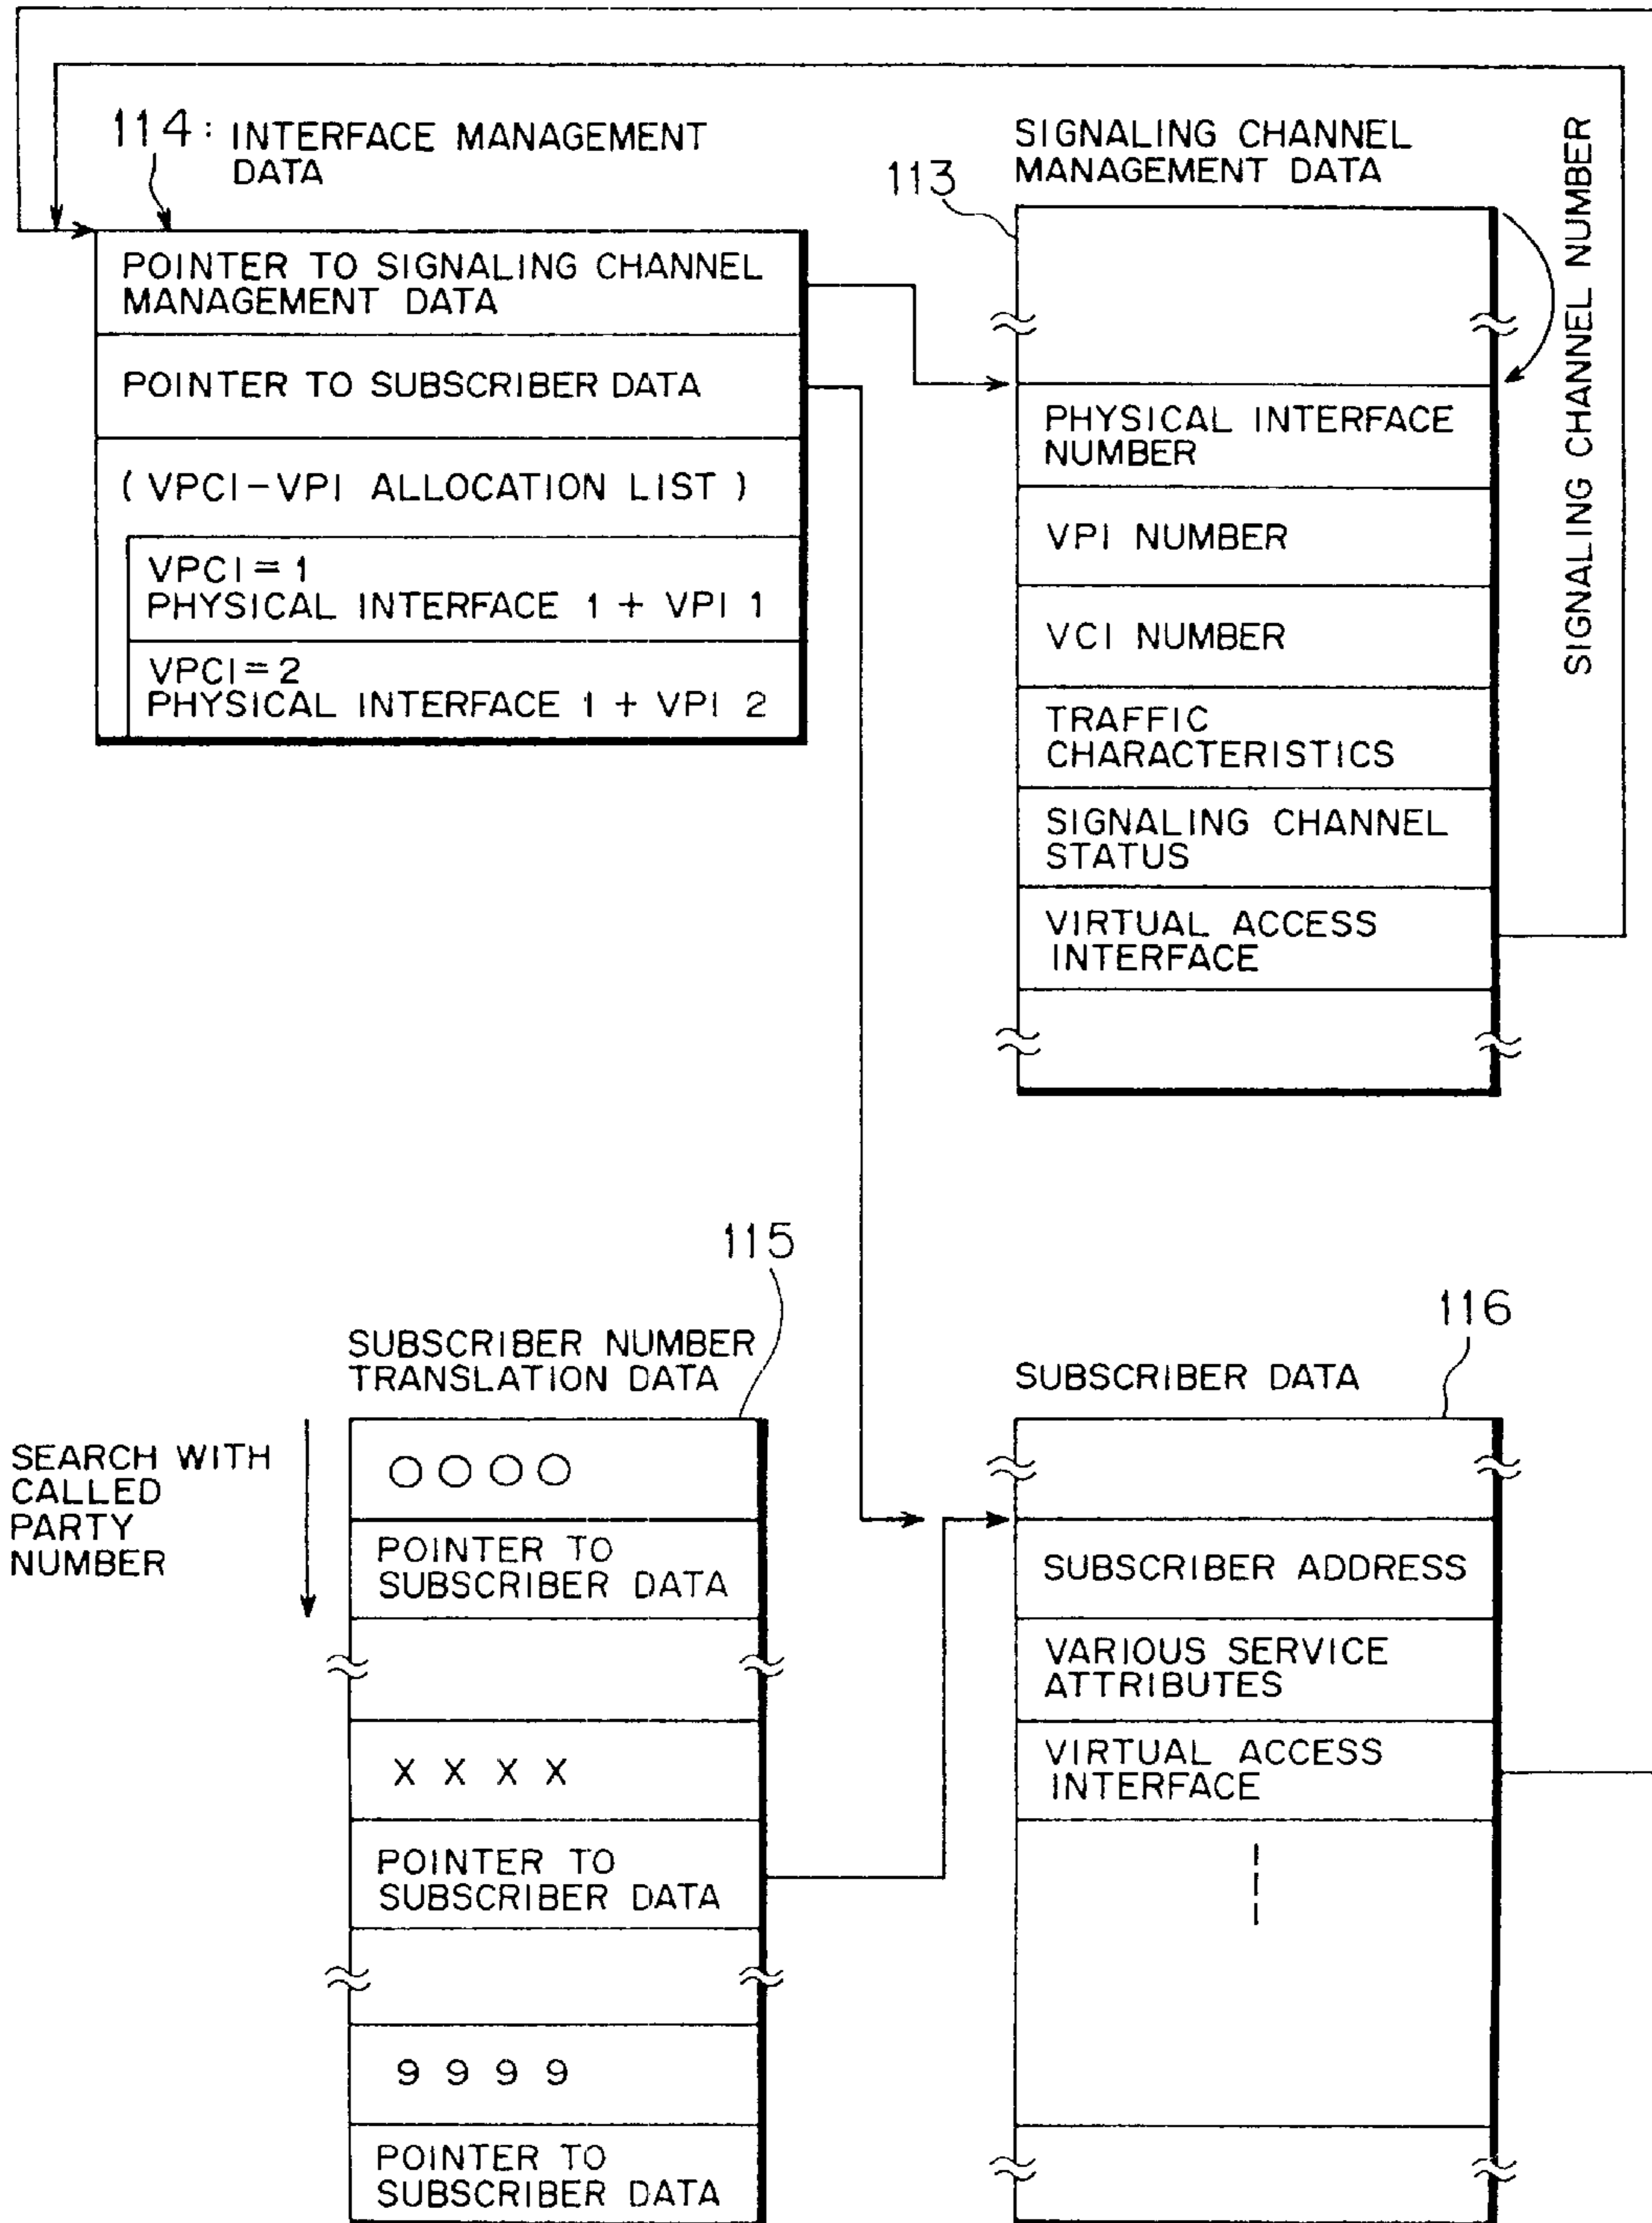 114: INTERFACE MANAGEMENT
DATA
POINTER TO SIGNALING CHANNEL
MANAGEMENT DATA
POINTER TO SUBSCRIBER DATA
(VPCI-VPI ALLOCATION LIST)
VPCI=1
PHYSICAL INTERFACE 1 + VPI 1
VPCI=2
PHYSICAL INTERFACE 1 + VPI 2
SIGNALING CHANNEL
MANAGEMENT DATA
113
PHYSICAL INTERFACE
NUMBER
VPI NUMBER
VCI NUMBER
TRAFFIC
CHARACTERISTICS
SIGNALING CHANNEL
STATUS
VIRTUAL ACCESS
INTERFACE
SIGNALING CHANNEL NUMBER
115
SUBSCRIBER NUMBER
TRANSLATION DATA
SEARCH WITH
CALLED
PARTY
NUMBER
○○○○
POINTER TO
SUBSCRIBER DATA
X X X X
POINTER TO
SUBSCRIBER DATA
9 9 9 9
POINTER TO
SUBSCRIBER DATA
116
SUBSCRIBER DATA
SUBSCRIBER ADDRESS
VARIOUS SERVICE
ATTRIBUTES
VIRTUAL ACCESS
INTERFACE